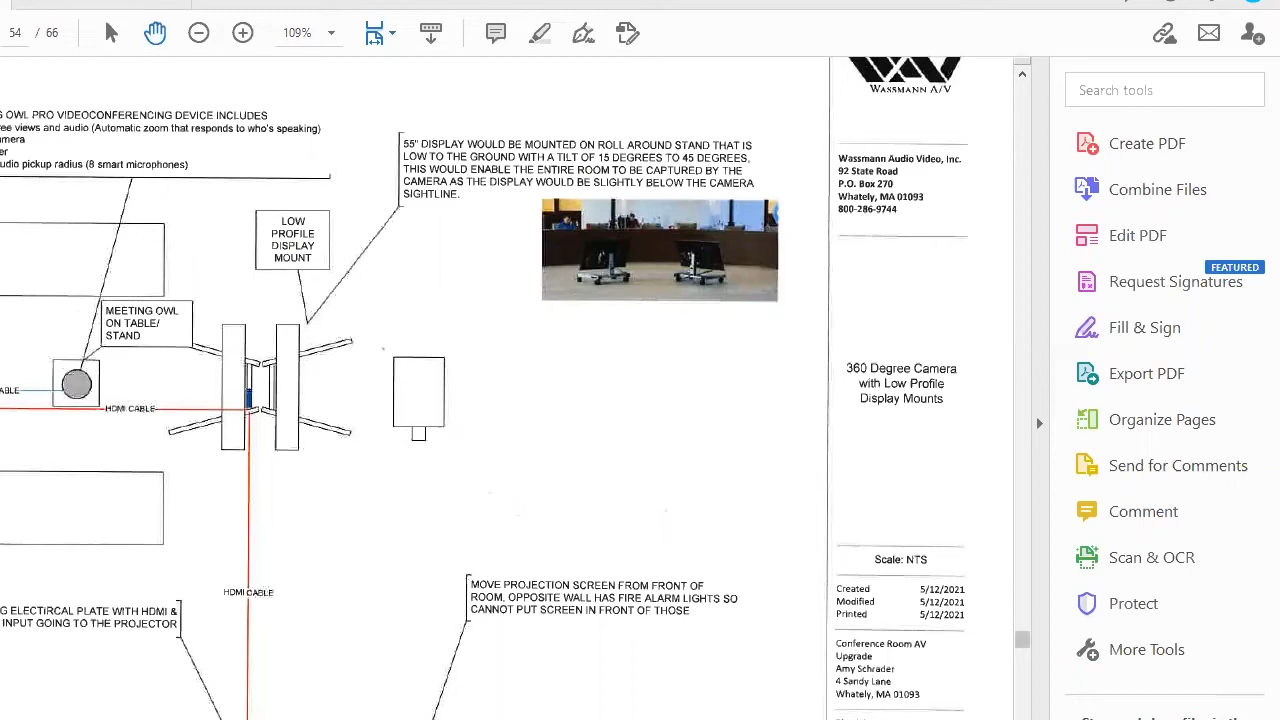 54 / 66
109%
WAV
WASSMANN A/V
OWL PRO VIDEOCONFERENCING DEVICE INCLUDES
ree views and audio (Automatic zoom that responds to who's speaking)
mera
er
udio pickup radius (8 smart microphones)
55" DISPLAY WOULD BE MOUNTED ON ROLL AROUND STAND THAT IS
LOW TO THE GROUND WITH A TILT OF 15 DEGREES TO 45 DEGREES,
THIS WOULD ENABLE THE ENTIRE ROOM TO BE CAPTURED BY THE
CAMERA AS THE DISPLAY WOULD BE SLIGHTLY BELOW THE CAMERA
SIGHTLINE.
LOW
PROFILE
DISPLAY
MOUNT
MEETING OWL
ON TABLE/
STAND
ABLE
HDMI CABLE
HDMI CABLE
G ELECTIRCAL PLATE WITH HDMI &
INPUT GOING TO THE PROJECTOR
MOVE PROJECTION SCREEN FROM FRONT OF
ROOM, OPPOSITE WALL HAS FIRE ALARM LIGHTS SO
CANNOT PUT SCREEN IN FRONT OF THOSE
Wassmann Audio Video, Inc.
92 State Road
P.O. Box 270
Whately, MA 01093
800-286-9744
360 Degree Camera
with Low Profile
Display Mounts
Scale: NTS
Created 5/12/2021
Modified 5/12/2021
Printed 5/12/2021
Conference Room AV
Upgrade
Amy Schrader
4 Sandy Lane
Whately, MA 01093
Search tools
Create PDF
Combine Files
Edit PDF
FEATURED
Request Signatures
Fill & Sign
Export PDF
Organize Pages
Send for Comments
Comment
Scan & OCR
Protect
More Tools